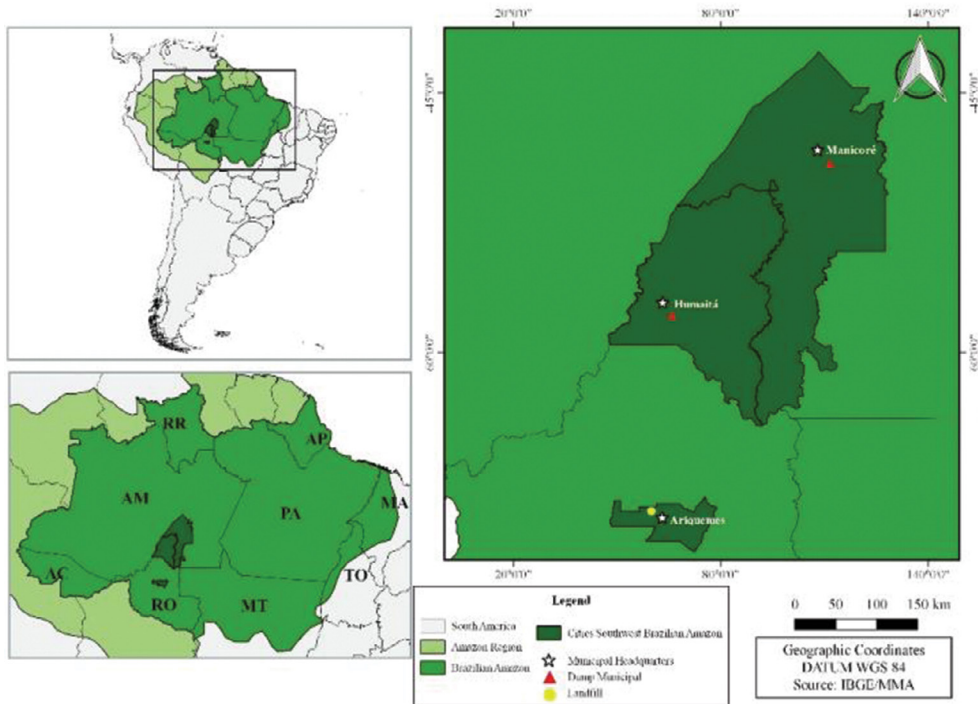 20°0'0"
80°0'0"
140°0'0"
-45°0'0"
-45°0'0"
Manicoré
Humaitá
60°0'0"
60°0'0"
Ariquemes
20°0'0"
80°0'0"
140°0'0"
RR
AP
AM
PA
MA
AC
TO
RO
MT
Legend
South America
Amazon Region
Brazilian Amazon
Cities Southwest Brazilian Amazon
Municipal Headquarters
Dump Municipal
Landfill
0 50 100 150 km
Geographic Coordinates
DATUM WGS 84
Source: IBGE/MMA